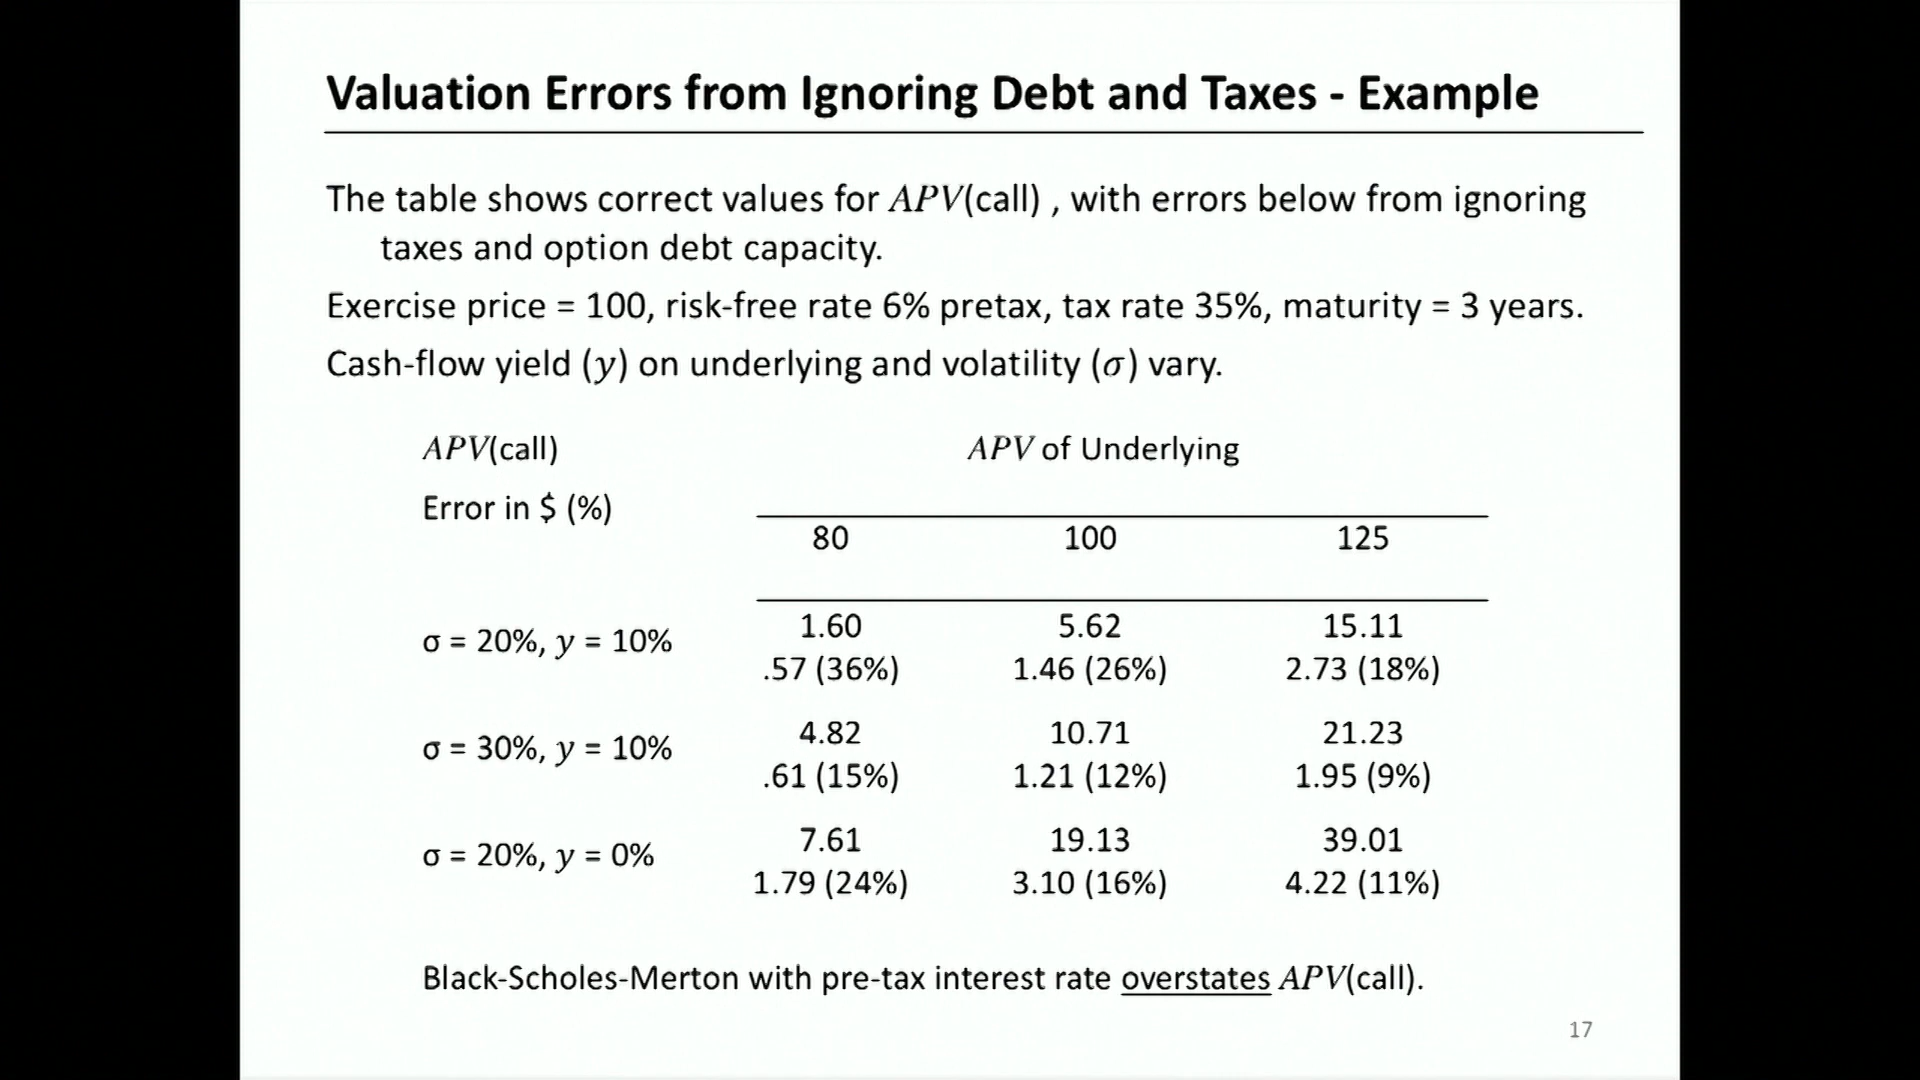 Valuation Errors from Ignoring Debt and Taxes - Example
The table shows correct values for APV(call) , with errors below from ignoring
taxes and option debt capacity.
Exercise price = 100, risk-free rate 6% pretax, tax rate 35%, maturity = 3 years.
Cash-flow yield (y) on underlying and volatility (σ) vary.
APV(call) APV of Underlying
Error in $ (%)
80 100 125
σ = 20%, y = 10%
1.60 5.62 15.11
.57 (36%) 1.46 (26%) 2.73 (18%)
σ = 30%, y = 10%
4.82 10.71 21.23
.61 (15%) 1.21 (12%) 1.95 (9%)
σ = 20%, y = 0%
7.61 19.13 39.01
1.79 (24%) 3.10 (16%) 4.22 (11%)
Black-Scholes-Merton with pre-tax interest rate overstates APV(call).
17